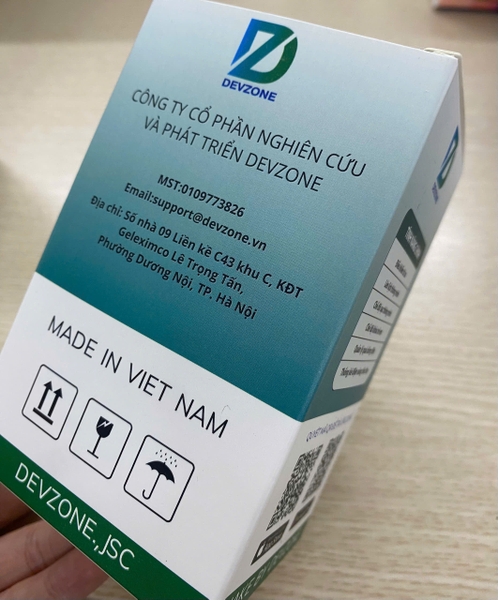 DEVZONE
CÔNG TY CỔ PHẦN NGHIÊN CỨU
VÀ PHÁT TRIỂN DEVZONE
MST:0109773826
Email:support@devzone.vn
Địa chỉ: Số nhà 09 Liền kề C43 khu C, KĐT
Geleximco Lê Trọng Tấn,
Phường Dương Nội, TP. Hà Nội
MADE IN VIET NAM
DEVZONE.,JSC